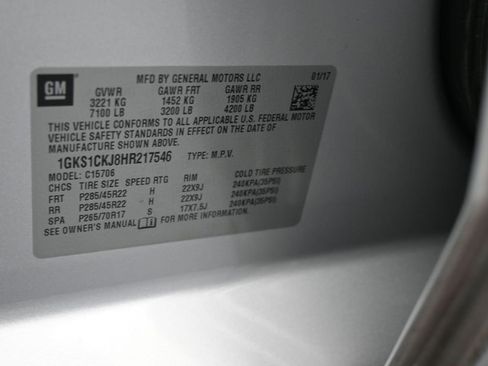 GM
MFD BY GENERAL MOTORS LLC 01/17
GVWR GAWR FRT GAWR RR
3221 KG 1452 KG 1905 KG
7100 LB 3200 LB 4200 LB
THIS VEHICLE CONFORMS TO ALL APPLICABLE U.S. FEDERAL MOTOR
VEHICLE SAFETY STANDARDS IN EFFECT ON THE DATE OF
MANUFACTURE SHOWN ABOVE.
1GKS1CKJ8HR217546 TYPE: M.P.V.
MODEL: C15706
CHCS TIRE SIZE SPEED RTG RIM COLD TIRE PRESSURE
FRT P285/45R22 H 22X9J 240KPA(35PSI)
RR P285/45R22 H 22X9J 240KPA(35PSI)
SPA P265/70R17 S 17X7.5J 240KPA(35PSI)
SEE OWNER'S MANUAL FOR MORE INFORMATION.